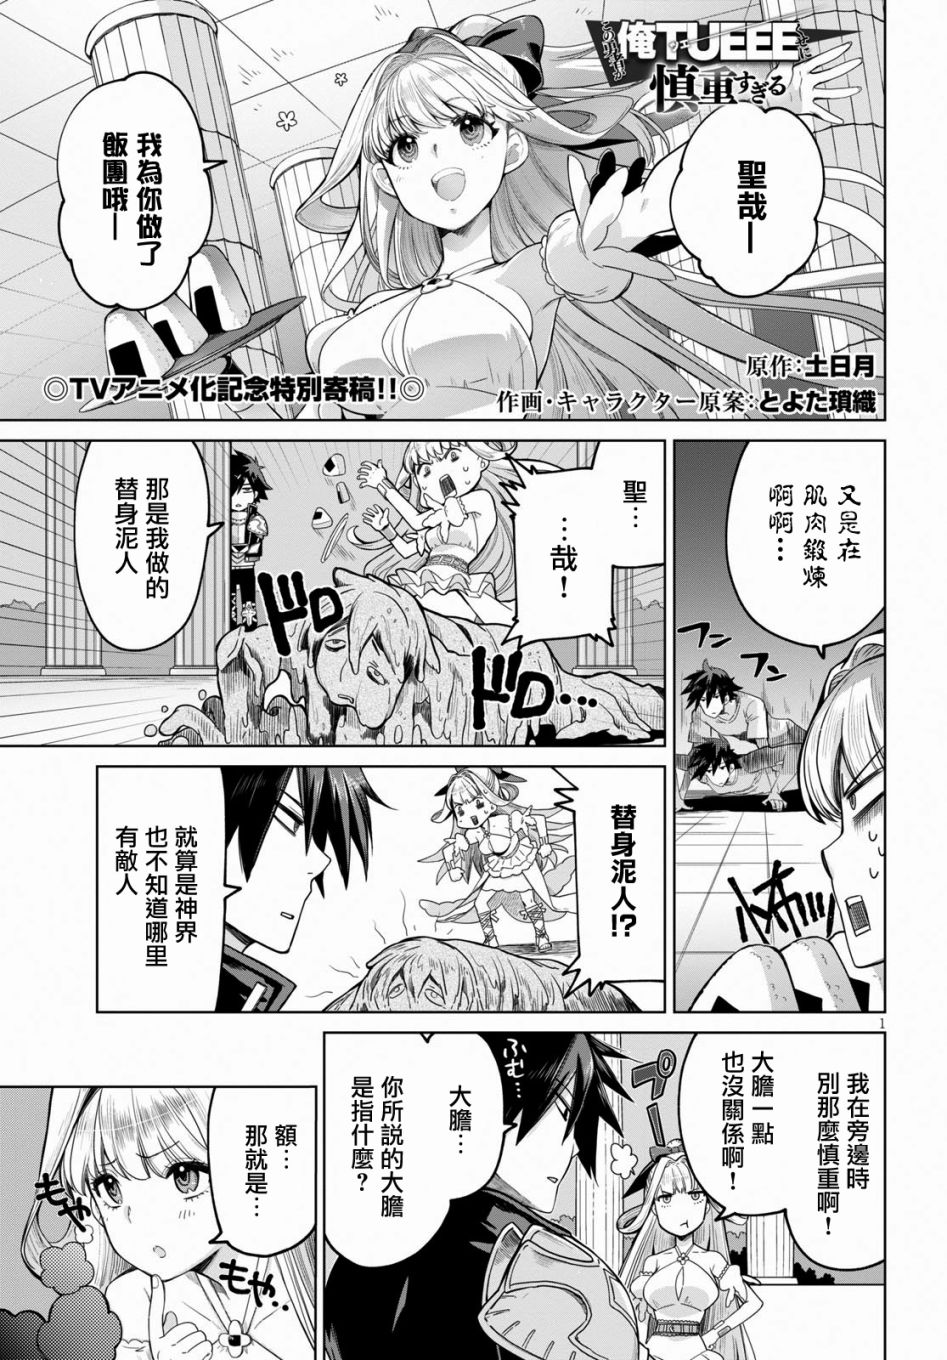 この勇者が
俺TUEEE
くせに
慎重すぎる
聖哉ー
我為你做了
飯團哦ー
原作：土日月
作画・キャラクター原案：とよた瑣織
◎TVアニメ化記念特別寄稿！！◎
又是在
肌肉鍛煉
啊啊…
フン
フン
聖…
…哉！
那是我做的
替身泥人
ドロ
ドロ…
替身泥人！？
就算是神界
也不知道哪里
有敵人
1
我在旁邊時
別那麼慎重啊！
大膽一點
也沒關係啊！
プー
ふむ…
大膽…
你所説的大膽
是指什麼？
額…
那就是…
もや
もや…